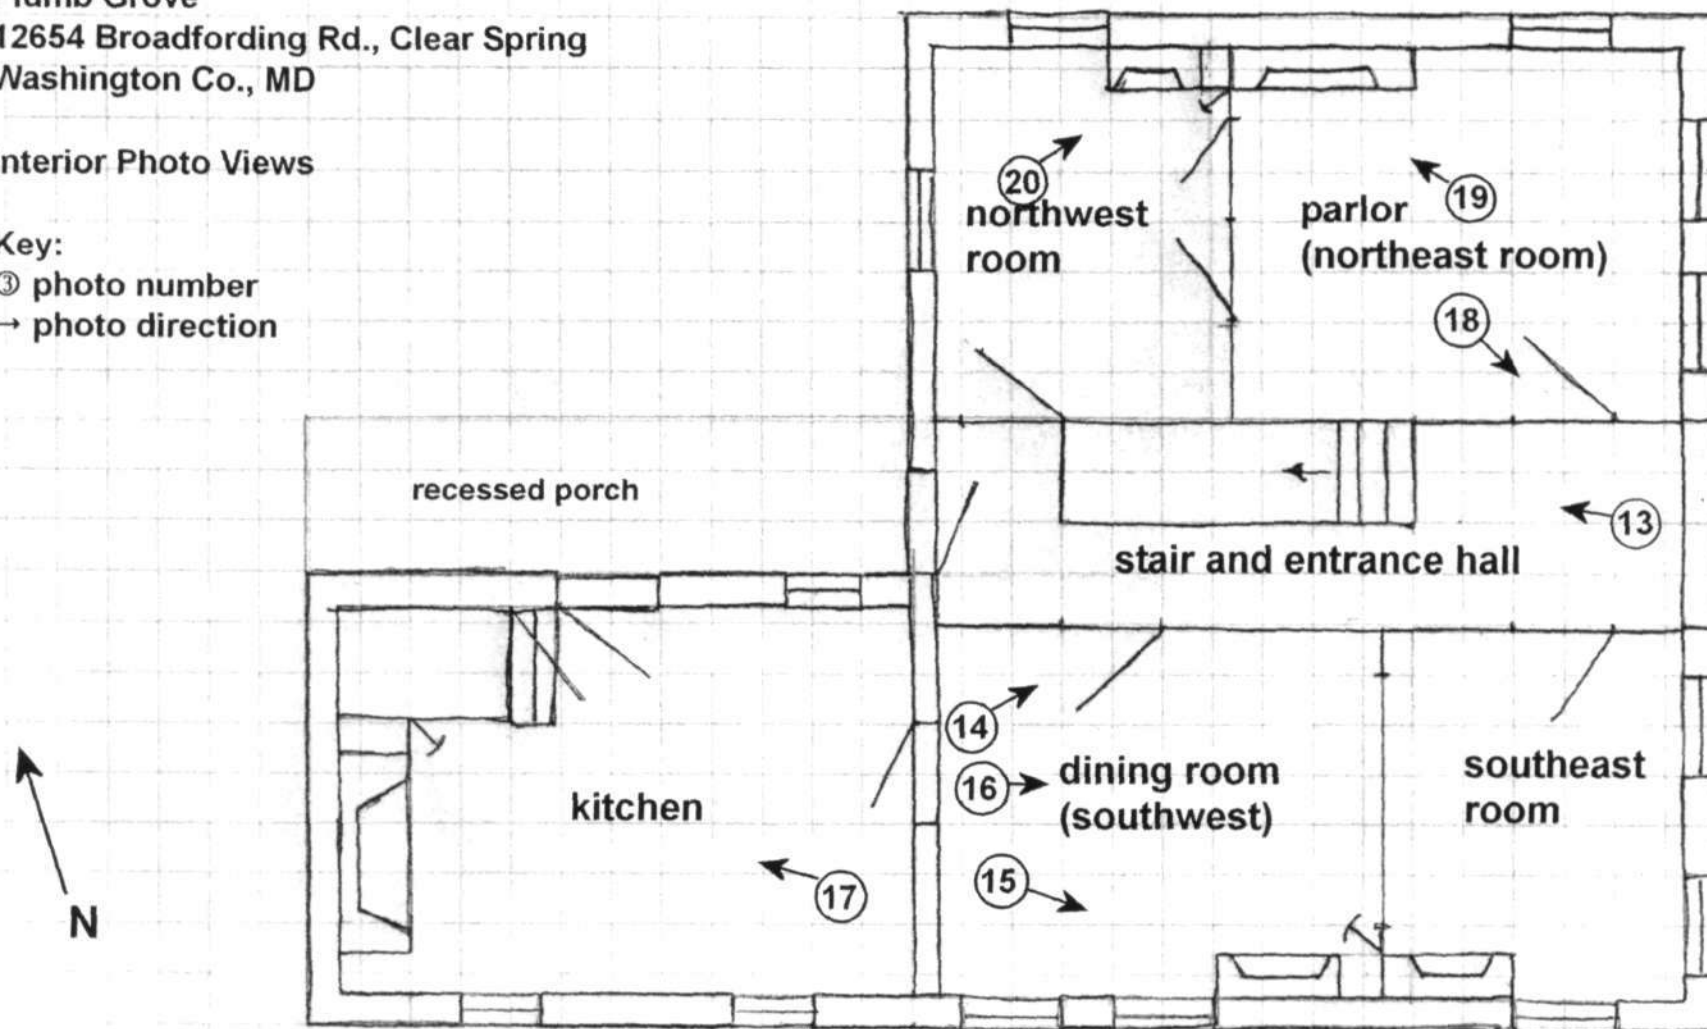 12654 Broadfording Rd., Clear Spring
Washington Co., MD
Interior Photo Views
Key:
③ photo number
→ photo direction
20
northwest
room
19
parlor
(northeast room)
18
recessed porch
13
stair and entrance hall
14
16
dining room
(southwest)
southeast
room
kitchen
15
17
N